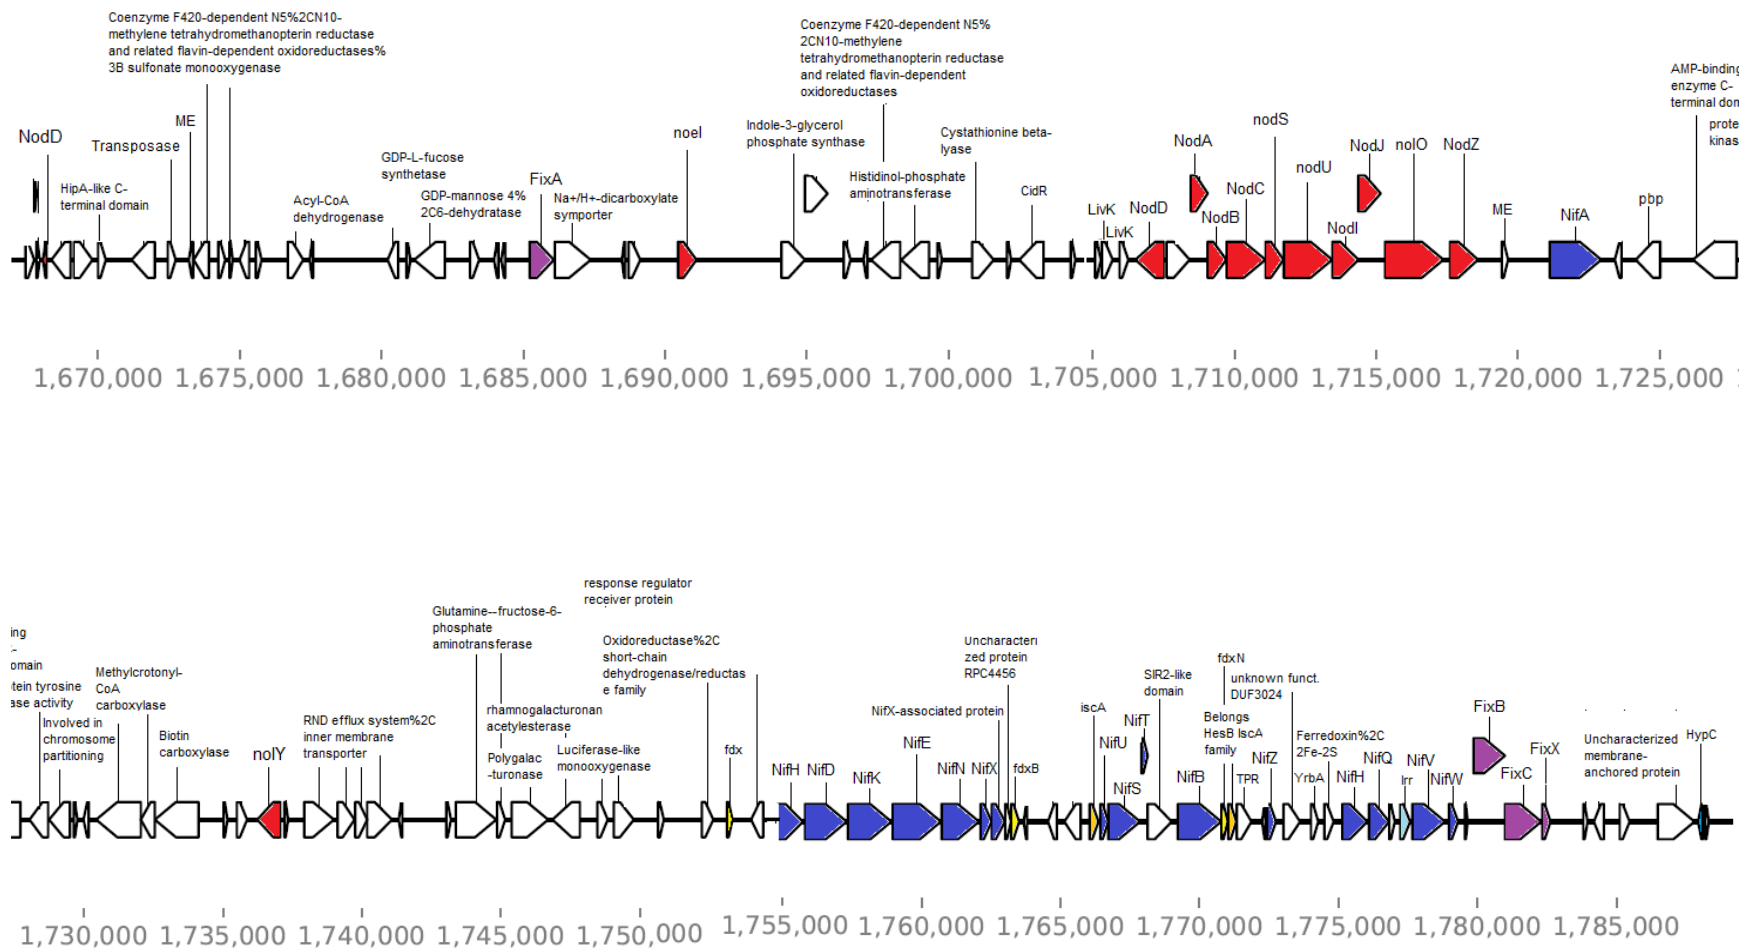 Coenzyme F420-dependent N5%2CN10-
methylene tetrahydromethanopterin reductase
and related flavin-dependent oxidoreductases%
3B sulfonate monooxygenase
Coenzyme F420-dependent N5%
2CN10-methylene
tetrahydromethanopterin reductase
and related flavin-dependent
oxidoreductases
AMP-binding
enzyme C-
terminal don
prote
kinas
NodD
Transposase
ME
HipA-like C-
terminal domain
Acyl-CoA
dehydrogenase
GDP-L-fucose
synthetase
GDP-mannose 4%
2C6-dehydratase
FixA
Na+/H+-dicarboxylate
symporter
noeI
Indole-3-glycerol
phosphate synthase
Histidinol-phosphate
aminotransferase
Cystathionine beta-
lyase
CidR
LivK
LivK
NodD
NodA
NodB
NodC
nodS
nodU
NodI
NodJ
nolO
NodZ
ME
NifA
pbp
1,670,000
1,675,000
1,680,000
1,685,000
1,690,000
1,695,000
1,700,000
1,705,000
1,710,000
1,715,000
1,720,000
1,725,000
ing
omain
tein tyrosine
ase activity
Involved in
chromosome
partitioning
Methylcrotonyl-
CoA
carboxylase
Biotin
carboxylase
nolY
RND efflux system%2C
inner membrane
transporter
Glutamine--fructose-6-
phosphate
aminotransferase
rhamnogalacturonan
acetylesterase
Polygalac
-turonase
response regulator
receiver protein
Oxidoreductase%2C
short-chain
dehydrogenase/reductas
e family
Luciferase-like
monooxygenase
fdx
NifH
NifD
NifK
NifX-associated protein
NifE
NifN
NifX
Uncharacteri
zed protein
RPC4456
fdxB
iscA
NifU
NifT
NifS
SIR2-like
domain
NifB
fdxN
Belongs
HesB IscA
family
TPR
NifZ
unknown funct.
DUF3024
Ferredoxin%2C
2Fe-2S
YrbA
NifH
NifQ
Irr
NifV
NifW
FixB
FixC
FixX
Uncharacterized
membrane-
anchored protein
HypC
1,730,000
1,735,000
1,740,000
1,745,000
1,750,000
1,755,000
1,760,000
1,765,000
1,770,000
1,775,000
1,780,000
1,785,000